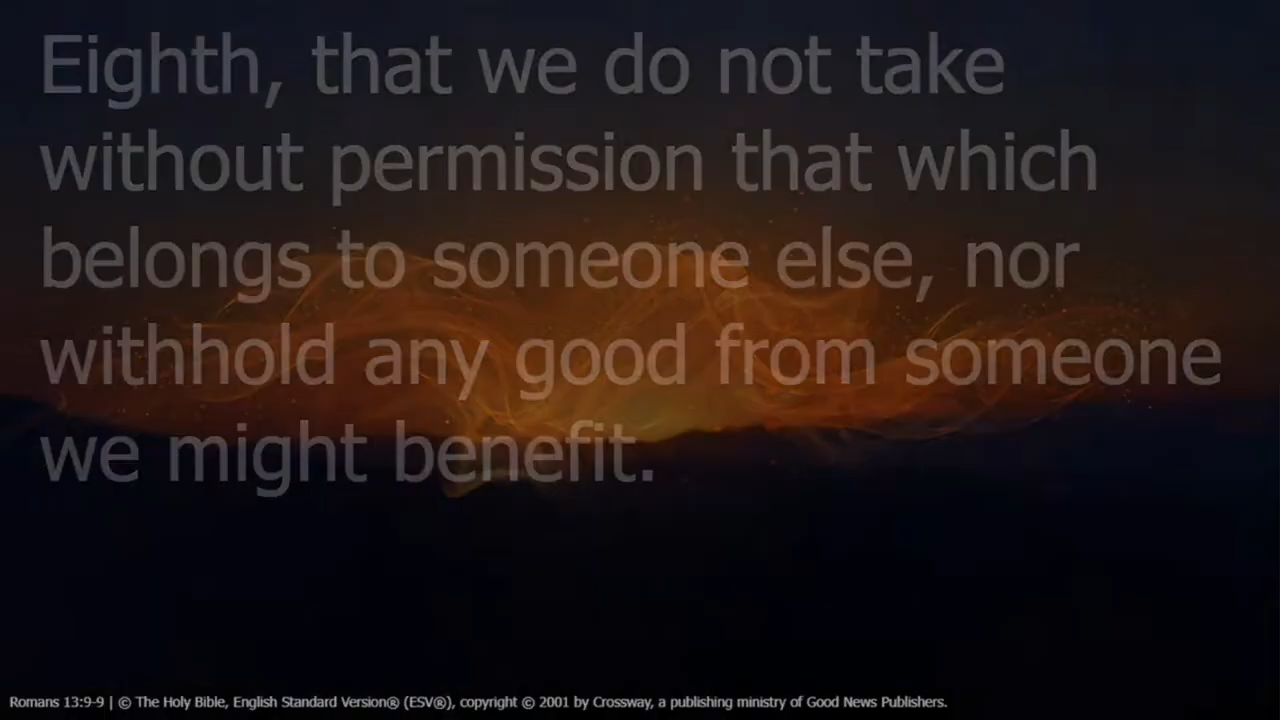 Eighth, that we do not take
without permission that which
belongs to someone else, nor
withhold any good from someone
we might benefit.
Romans 13:9-9 | © The Holy Bible, English Standard Version® (ESV®), copyright © 2001 by Crossway, a publishing ministry of Good News Publishers.